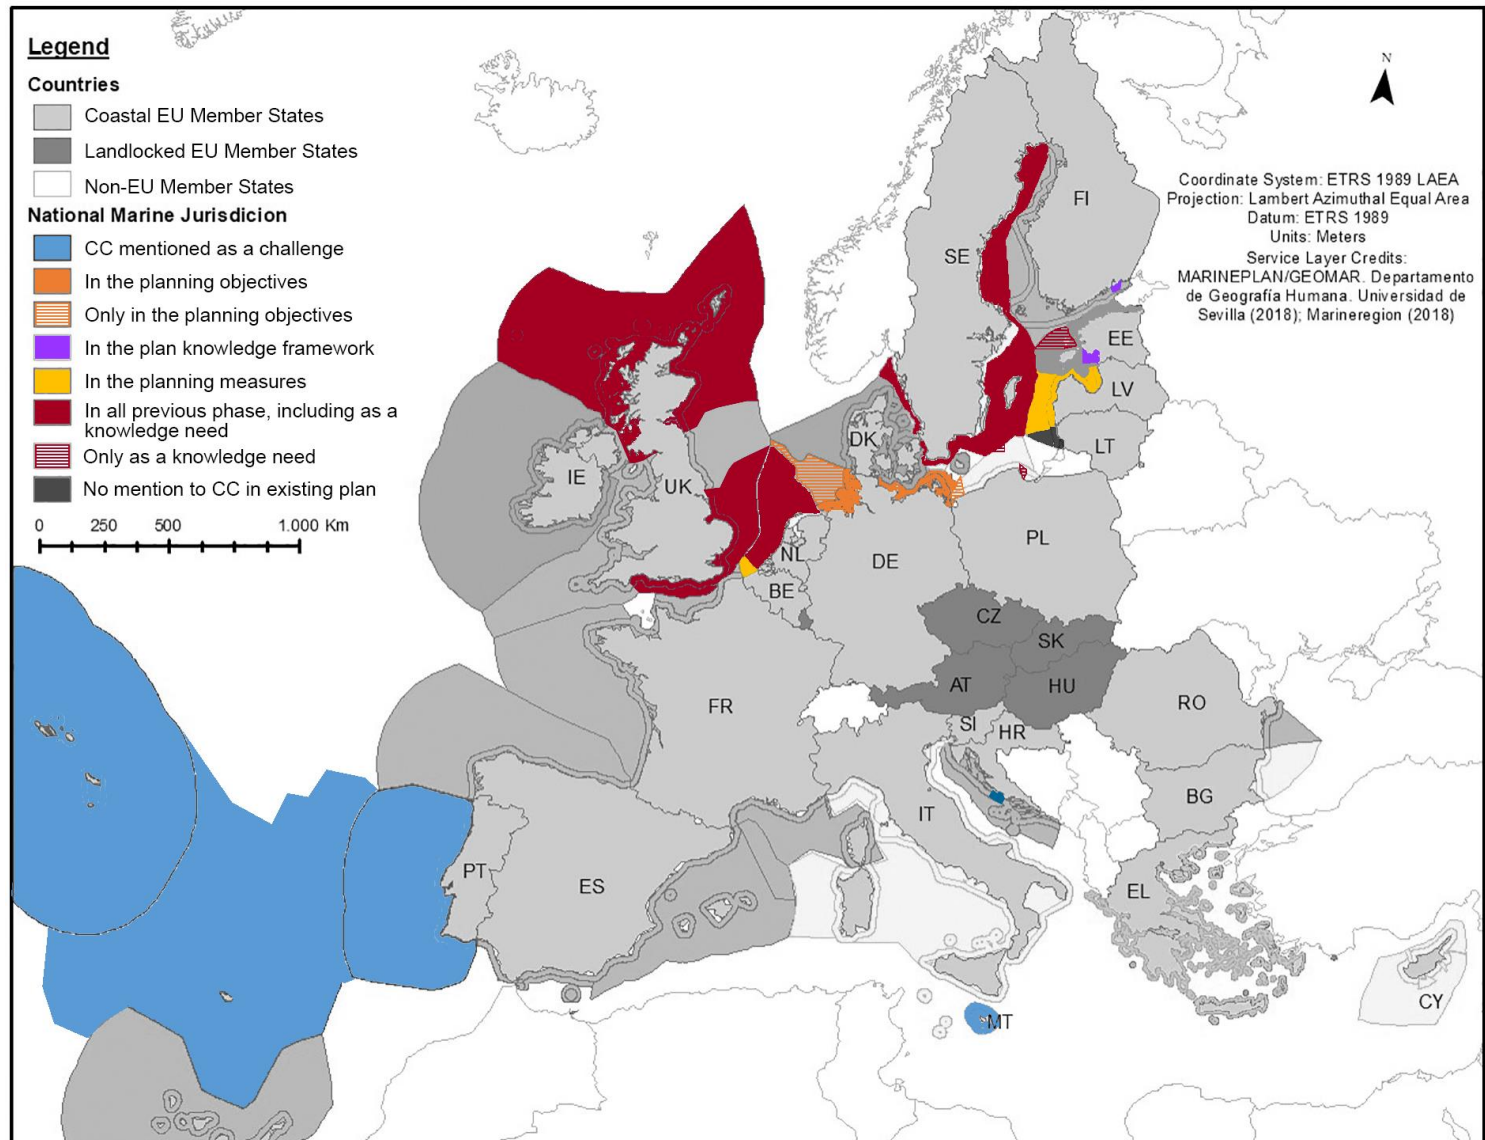 Legend
Countries
Coastal EU Member States
Landlocked EU Member States
Non-EU Member States
National Marine Jurisdicion
CC mentioned as a challenge
In the planning objectives
Only in the planning objectives
In the plan knowledge framework
In the planning measures
In all previous phase, including as a
knowledge need
Only as a knowledge need
No mention to CC in existing plan
0 250 500 1.000 Km
N
Coordinate System: ETRS 1989 LAEA
Projection: Lambert Azimuthal Equal Area
Datum: ETRS 1989
Units: Meters
Service Layer Credits:
MARINEPLAN/GEOMAR. Departamento
de Geografía Humana. Universidad de
Sevilla (2018); Marineregion (2018)
FI
SE
EE
LV
LT
DK
IE
UK
NL
BE
DE
PL
CZ
SK
AT
HU
FR
SI
HR
RO
BG
IT
PT
ES
EL
MT
CY